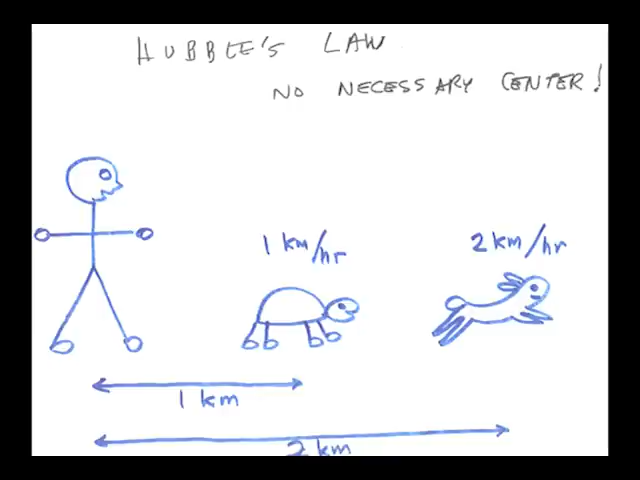 HUBBLE'S LAW
NO NECESSARY CENTER!
1 km/hr
2 km/hr
1 km
2 km